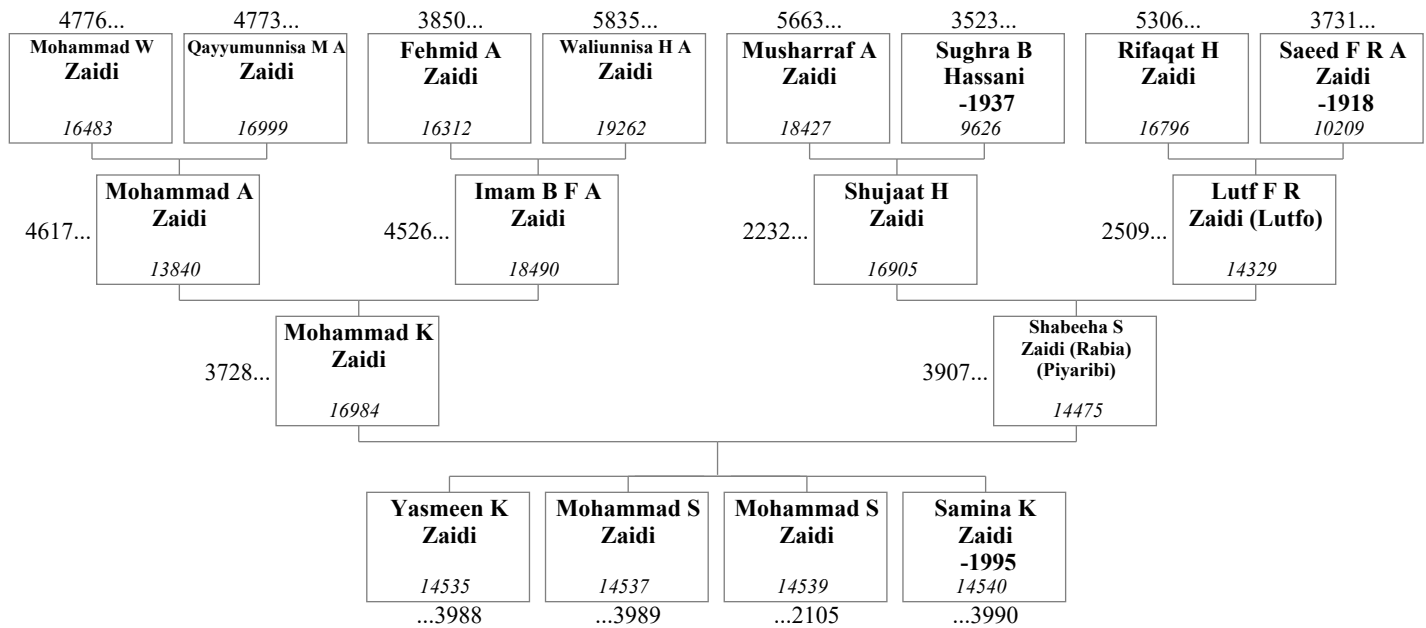 4776... 4773... 3850... 5835... 5663... 3523... 5306... 3731...
Mohammad W
Zaidi
16483
Qayyumunnisa M A
Zaidi
16999
Fehmid A
Zaidi
16312
Waliunnisa H A
Zaidi
19262
Musharraf A
Zaidi
18427
Sughra B
Hassani
-1937
9626
Rifaqat H
Zaidi
16796
Saeed F R A
Zaidi
-1918
10209
4617...
Mohammad A
Zaidi
13840
4526...
Imam B F A
Zaidi
18490
2232...
Shujaat H
Zaidi
16905
2509...
Lutf F R
Zaidi (Lutfo)
14329
3728...
Mohammad K
Zaidi
16984
3907...
Shabeeha S
Zaidi (Rabia)
(Piyaribi)
14475
Yasmeen K
Zaidi
14535
...3988
Mohammad S
Zaidi
14537
...3989
Mohammad S
Zaidi
14539
...2105
Samina K
Zaidi
-1995
14540
...3990